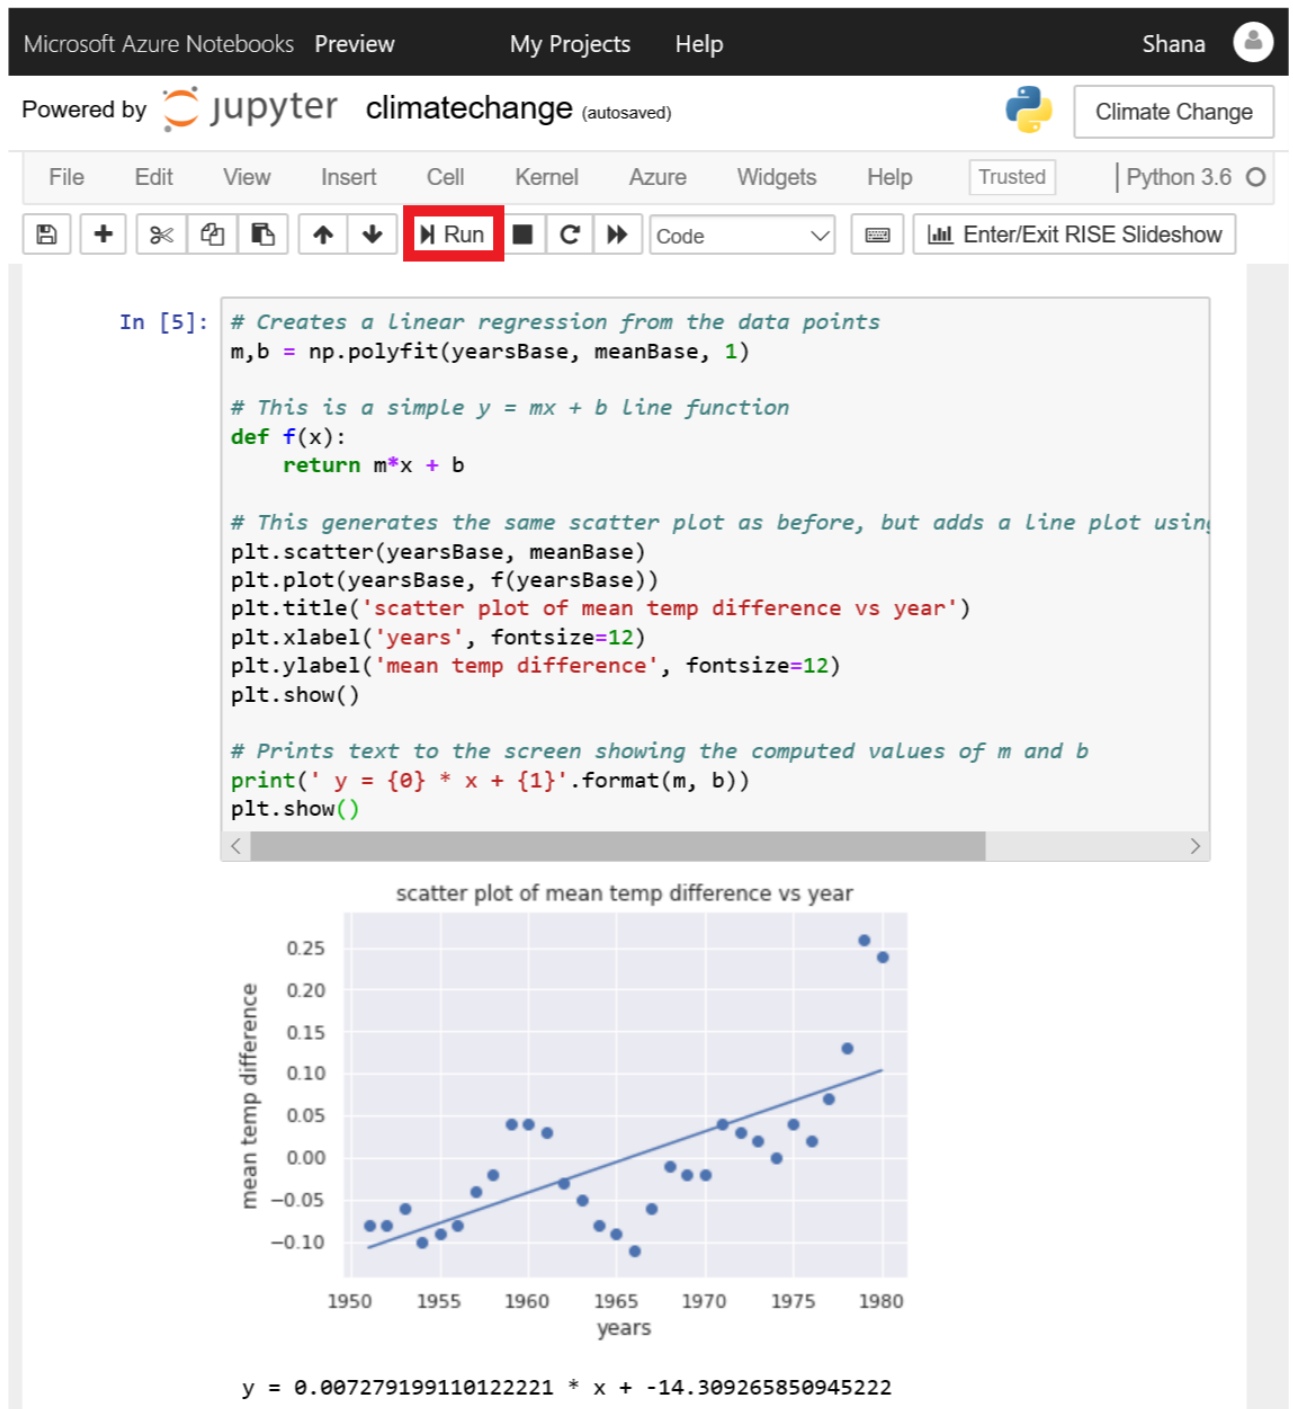 Microsoft Azure Notebooks Preview My Projects Help Shana
Powered by jupyter climatechange (autosaved) Climate Change
File Edit View Insert Cell Kernel Azure Widgets Help Trusted Python 3.6
Run Code Enter/Exit RISE Slideshow
In [5]: # Creates a linear regression from the data points
m,b = np.polyfit(yearsBase, meanBase, 1)
# This is a simple y = mx + b line function
def f(x):
    return m*x + b
# This generates the same scatter plot as before, but adds a line plot using
plt.scatter(yearsBase, meanBase)
plt.plot(yearsBase, f(yearsBase))
plt.title('scatter plot of mean temp difference vs year')
plt.xlabel('years', fontsize=12)
plt.ylabel('mean temp difference', fontsize=12)
plt.show()
# Prints text to the screen showing the computed values of m and b
print(' y = {0} * x + {1}'.format(m, b))
plt.show()
scatter plot of mean temp difference vs year
mean temp difference
0.25
0.20
0.15
0.10
0.05
0.00
−0.05
−0.10
1950 1955 1960 1965 1970 1975 1980
years
y = 0.007279199110122221 * x + -14.309265850945222